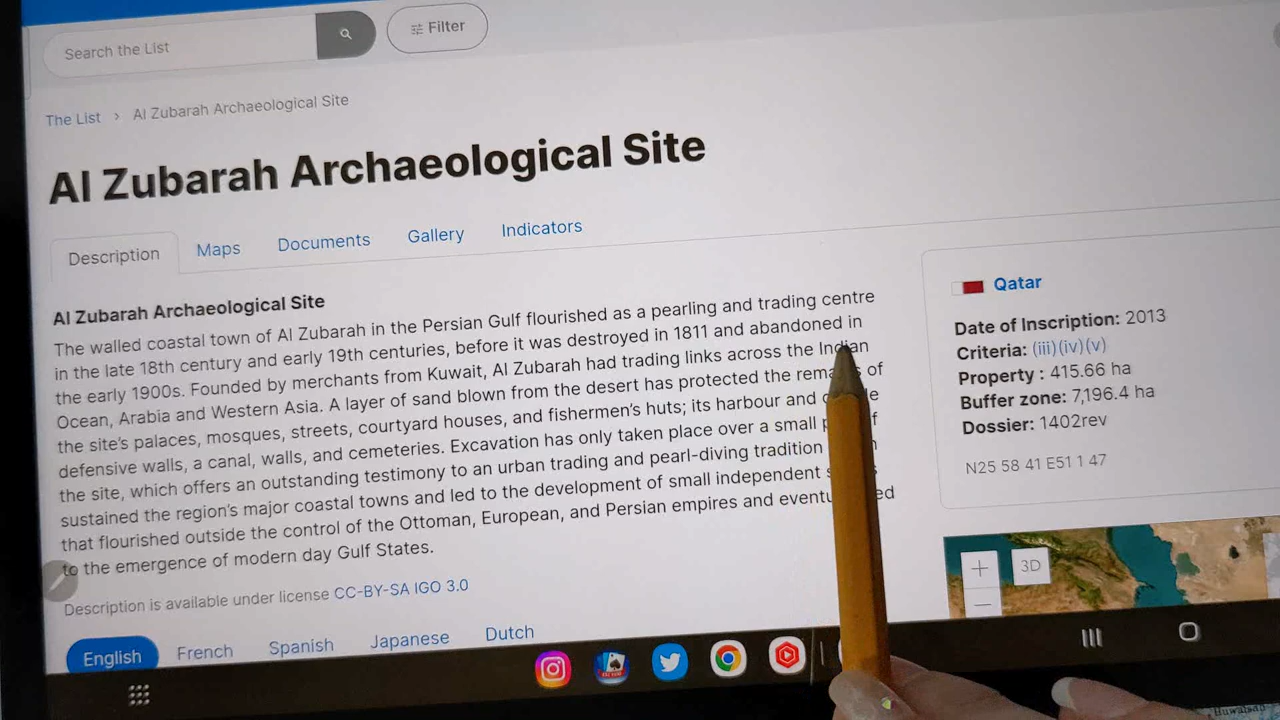 Search the List
Filter
The List > Al Zubarah Archaeological Site
Al Zubarah Archaeological Site
Description Maps Documents Gallery Indicators
Al Zubarah Archaeological Site
The walled coastal town of Al Zubarah in the Persian Gulf flourished as a pearling and trading centre
in the late 18th century and early 19th centuries, before it was destroyed in 1811 and abandoned in
the early 1900s. Founded by merchants from Kuwait, Al Zubarah had trading links across the Indian
Ocean, Arabia and Western Asia. A layer of sand blown from the desert has protected the of
the site's palaces, mosques, streets, courtyard houses, and fishermen's huts; its harbour and
defensive walls, a canal, walls, and cemeteries. Excavation has only taken place over a small
the site, which offers an outstanding testimony to an urban trading and pearl-diving tradition
sustained the region's major coastal towns and led to the development of small independent
that flourished outside the control of the Ottoman, European, and Persian empires and
to the emergence of modern day Gulf States.
Description is available under license CC-BY-SA IGO 3.0
English French Spanish Japanese Dutch
Qatar
Date of Inscription: 2013
Criteria: (iii)(iv)(v)
Property : 415.66 ha
Buffer zone: 7,196.4 ha
Dossier: 1402rev
N25 58 41 E51 1 47
+
3D
−